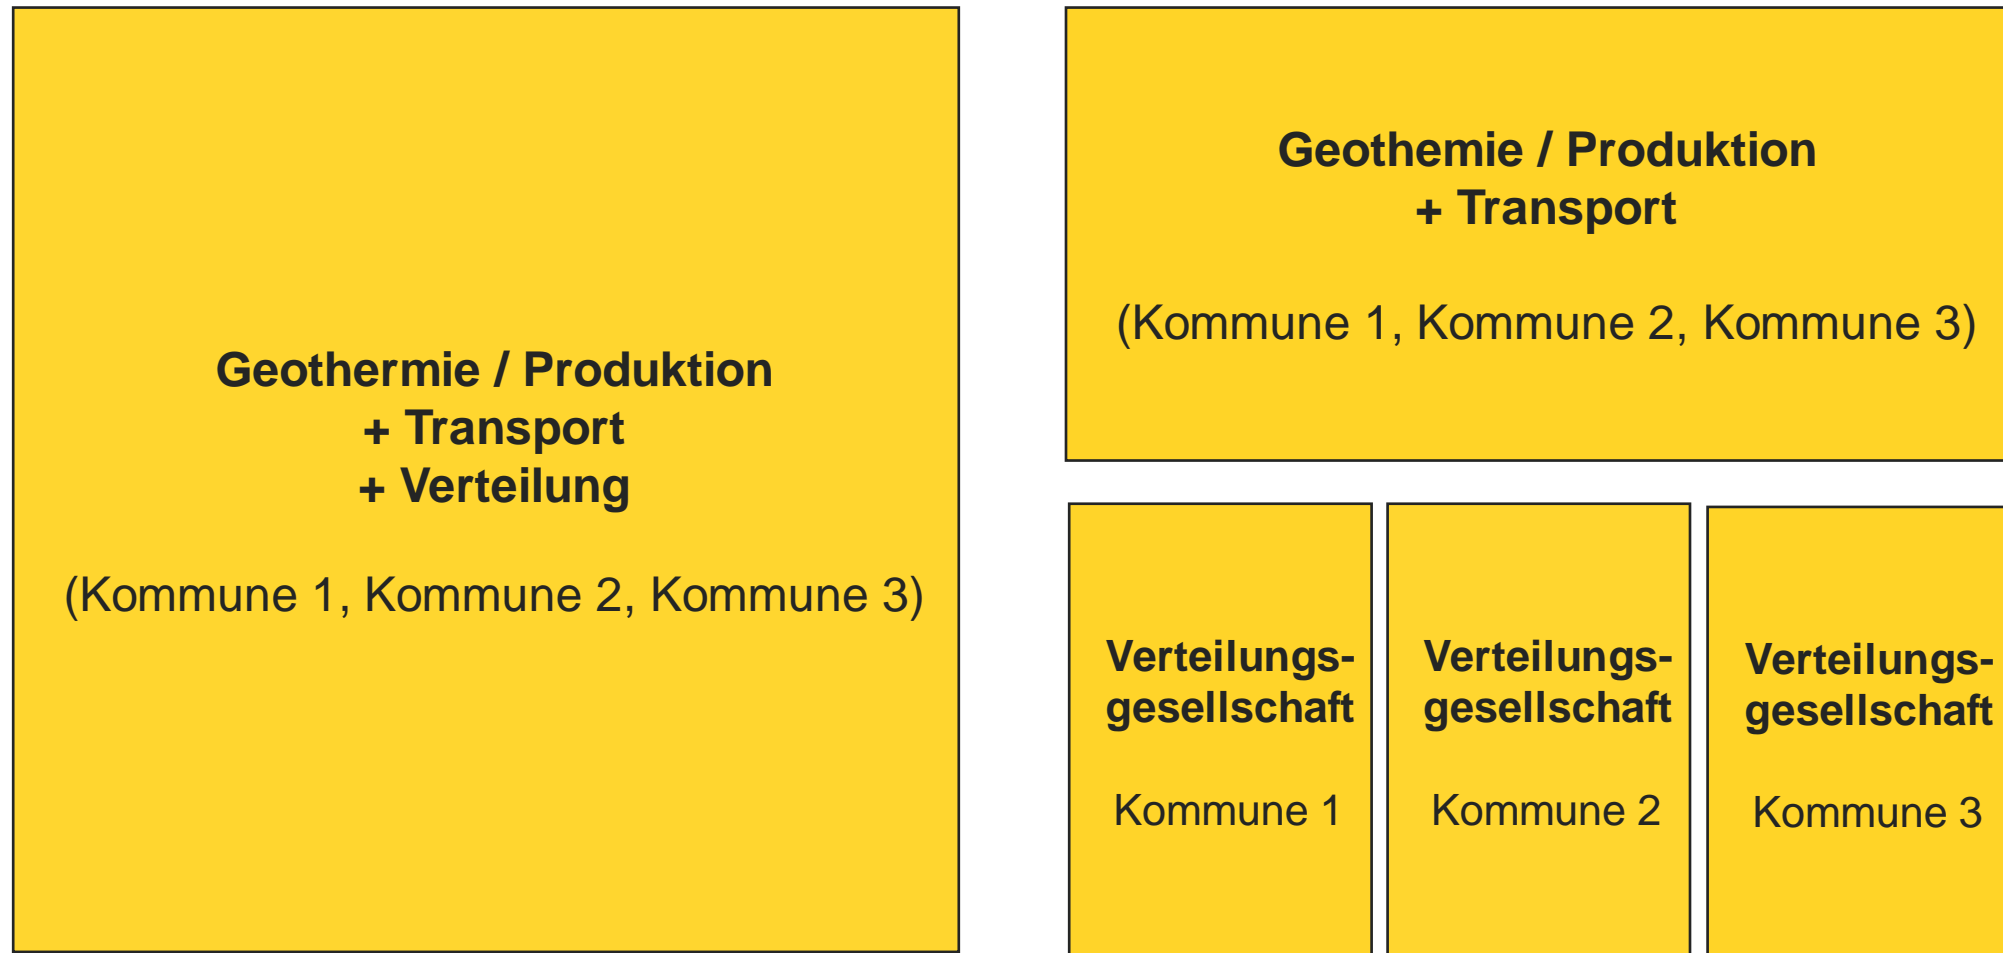 Geothermie / Produktion
+ Transport
+ Verteilung
(Kommune 1, Kommune 2, Kommune 3)
Geothemie / Produktion
+ Transport
(Kommune 1, Kommune 2, Kommune 3)
Verteilungs-
gesellschaft
Kommune 1
Verteilungs-
gesellschaft
Kommune 2
Verteilungs-
gesellschaft
Kommune 3